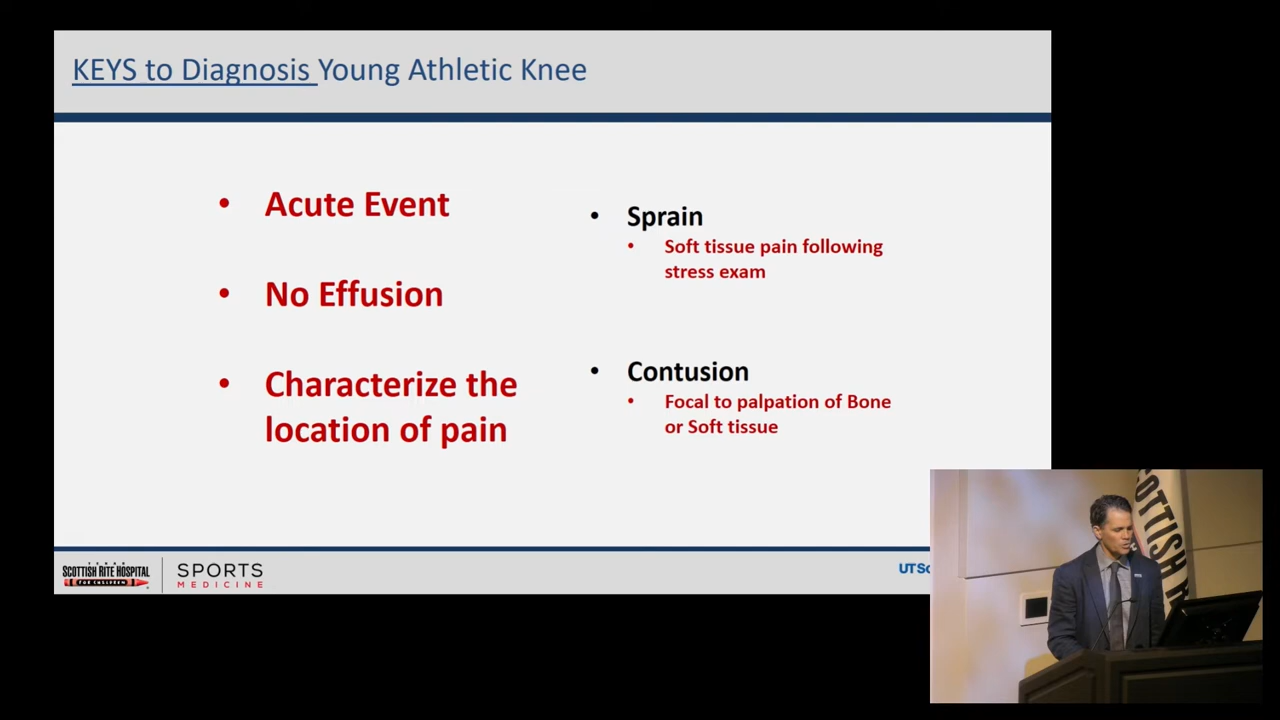 KEYS to Diagnosis Young Athletic Knee
• Acute Event
• No Effusion
• Characterize the
location of pain
• Sprain
• Soft tissue pain following
stress exam
• Contusion
• Focal to palpation of Bone
or Soft tissue
TEXAS
SCOTTISH RITE HOSPITAL
FOR CHILDREN
SPORTS
MEDICINE
SCOTTISH R